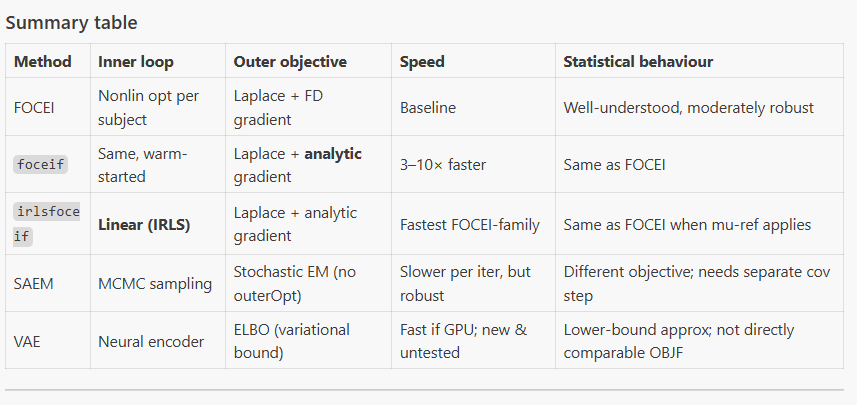 Summary table
Method Inner loop Outer objective Speed Statistical behaviour
FOCEI
Nonlin opt per
subject
Laplace + FD
gradient
Baseline
Well-understood, moderately robust
foceif
Same, warm-
started
Laplace + analytic
gradient
3–10× faster
Same as FOCEI
irlsfoce
if
Linear (IRLS)
Laplace + analytic
gradient
Fastest FOCEI-family
Same as FOCEI when mu-ref applies
SAEM
MCMC sampling
Stochastic EM (no
outerOpt)
Slower per iter, but
robust
Different objective; needs separate cov
step
VAE
Neural encoder
ELBO (variational
bound)
Fast if GPU; new &
untested
Lower-bound approx; not directly
comparable OBJF